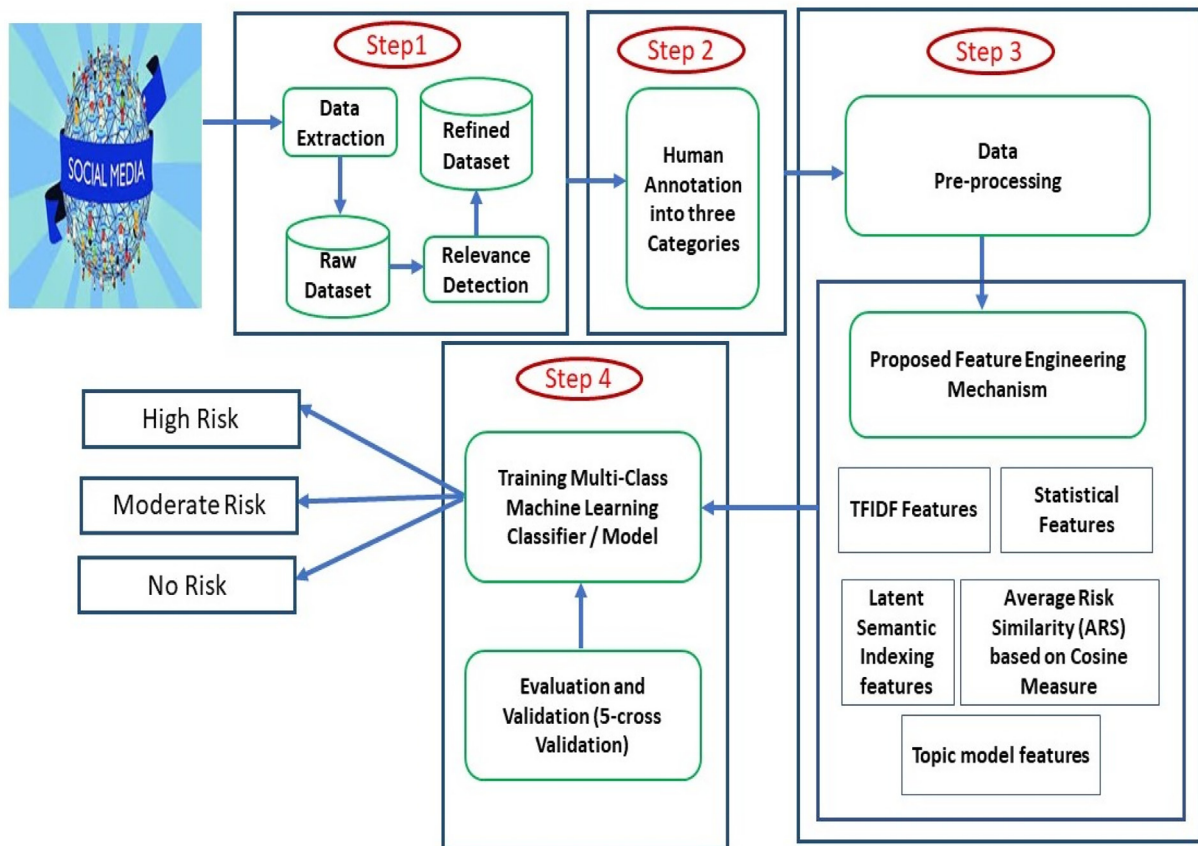 SOCIAL MEDIA
Step1
Data
Extraction
Raw
Dataset
Relevance
Detection
Refined
Dataset
Step 2
Human
Annotation
into three
Categories
Step 3
Data
Pre-processing
Proposed Feature Engineering
Mechanism
TFIDF Features
Statistical
Features
Latent
Semantic
Indexing
features
Average Risk
Similarity (ARS)
based on Cosine
Measure
Topic model features
Step 4
Training Multi-Class
Machine Learning
Classifier / Model
Evaluation and
Validation (5-cross
Validation)
High Risk
Moderate Risk
No Risk